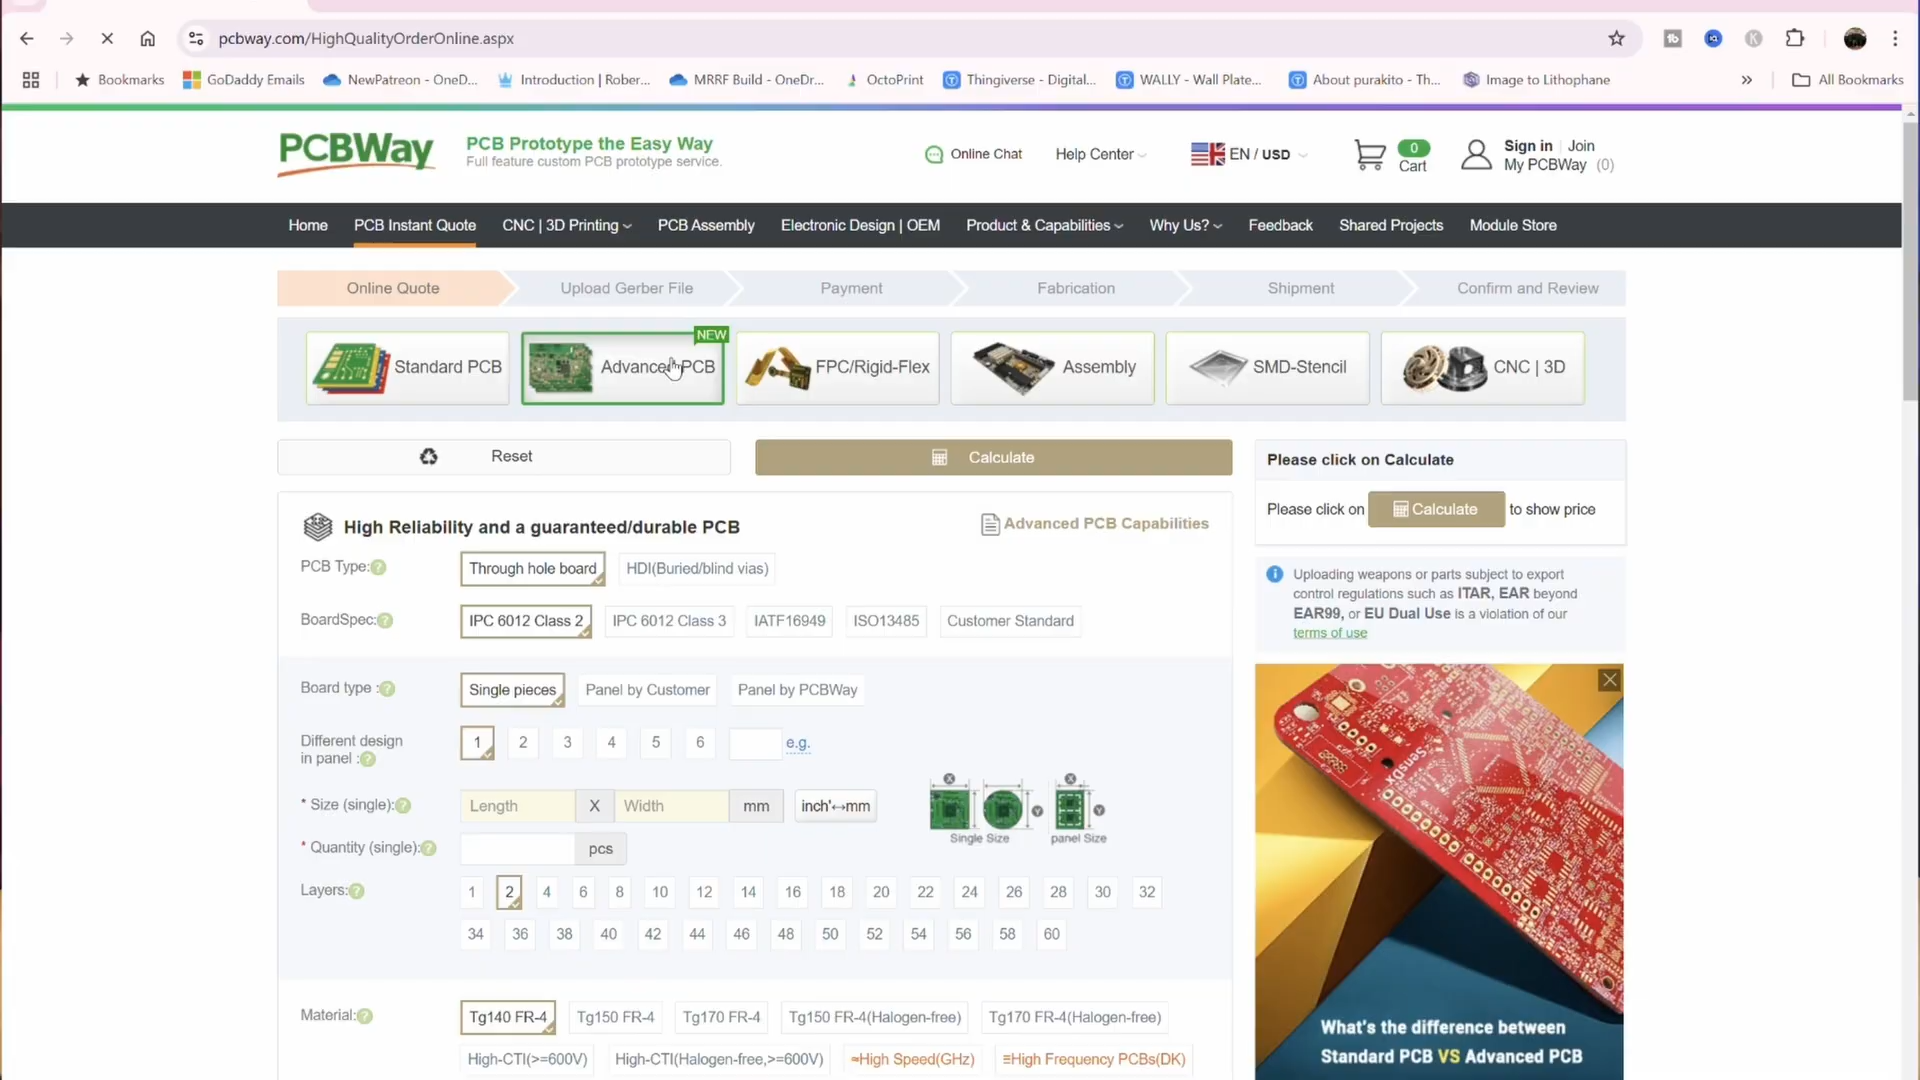 pcbway.com/HighQualityOrderOnline.aspx
Bookmarks GoDaddy Emails NewPatreon - OneD... Introduction | Rober... MRRF Build - OneDr... OctoPrint Thingiverse - Digital... WALLY - Wall Plate... About purakito - Th... Image to Lithophane » All Bookmarks
PCBWay
PCB Prototype the Easy Way
Full feature custom PCB prototype service.
Online Chat Help Center EN / USD 0 Cart Sign in Join
My PCBWay (0)
Home PCB Instant Quote CNC | 3D Printing PCB Assembly Electronic Design | OEM Product & Capabilities Why Us? Feedback Shared Projects Module Store
Online Quote Upload Gerber File Payment Fabrication Shipment Confirm and Review
NEW
Standard PCB Advanced PCB FPC/Rigid-Flex Assembly SMD-Stencil CNC | 3D
Reset Calculate
Please click on Calculate
Please click on Calculate to show price
High Reliability and a guaranteed/durable PCB Advanced PCB Capabilities
PCB Type: Through hole board HDI(Buried/blind vias)
BoardSpec: IPC 6012 Class 2 IPC 6012 Class 3 IATF16949 ISO13485 Customer Standard
Uploading weapons or parts subject to export
control regulations such as ITAR, EAR beyond
EAR99, or EU Dual Use is a violation of our
terms of use
Board type : Single pieces Panel by Customer Panel by PCBWay
Different design
in panel : 1 2 3 4 5 6 e.g.
* Size (single): Length X Width mm inch'↔mm
X X Y Y
Single Size panel Size
* Quantity (single): pcs
Layers: 1 2 4 6 8 10 12 14 16 18 20 22 24 26 28 30 32
34 36 38 40 42 44 46 48 50 52 54 56 58 60
Material: Tg140 FR-4 Tg150 FR-4 Tg170 FR-4 Tg150 FR-4(Halogen-free) Tg170 FR-4(Halogen-free)
High-CTI(>=600V) High-CTI(Halogen-free,>=600V) High Speed(GHz) High Frequency PCBs(DK)
SensDx
What's the difference between
Standard PCB VS Advanced PCB